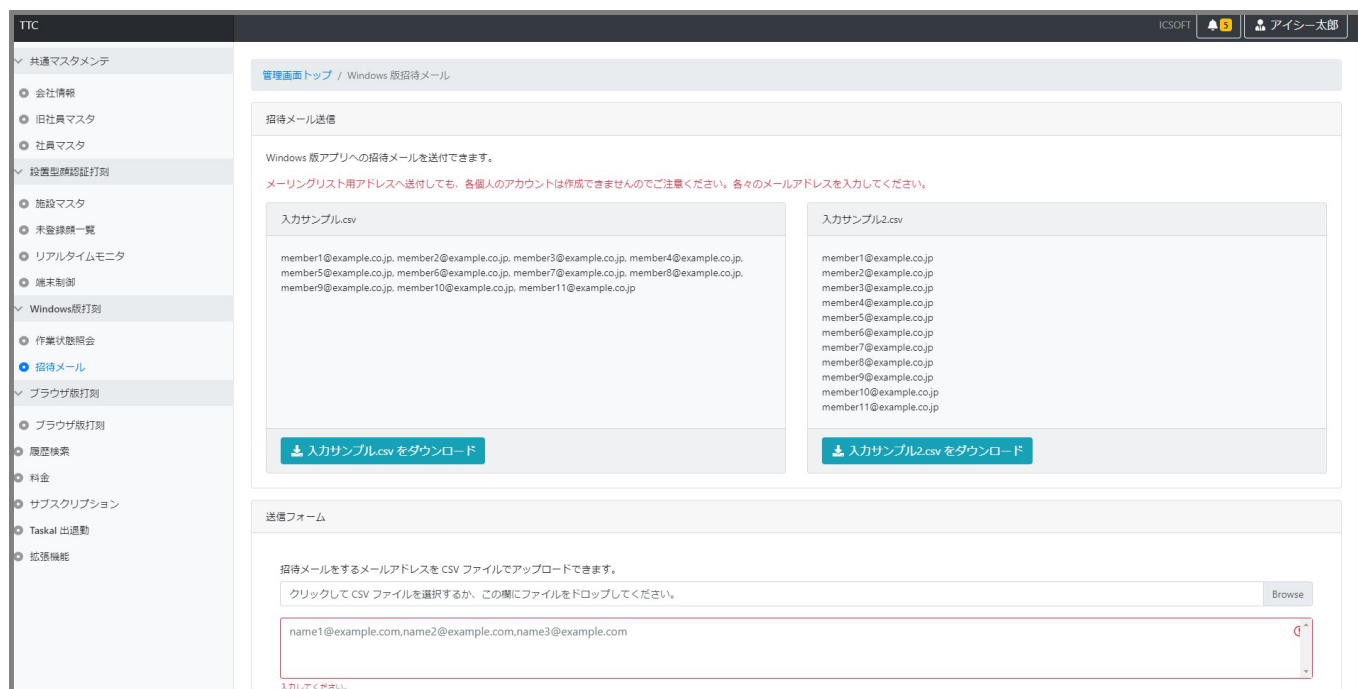 TTC
ICSOFT
5
アイシー太郎
共通マスタメンテ
会社情報
旧社員マスタ
社員マスタ
設置型顔認証打刻
施設マスタ
未登録顔一覧
リアルタイムモニタ
端末制御
Windows版打刻
作業状態照会
招待メール
ブラウザ版打刻
ブラウザ版打刻
履歴検索
料金
サブスクリプション
Taskal 出退勤
拡張機能
管理画面トップ / Windows 版招待メール
招待メール送信
Windows 版アプリへの招待メールを送付できます。
メーリングリスト用アドレスへ送付しても、各個人のアカウントは作成できませんのでご注意ください。各々のメールアドレスを入力してください。
入力サンプル.csv
member1@example.co.jp, member2@example.co.jp, member3@example.co.jp, member4@example.co.jp,
member5@example.co.jp, member6@example.co.jp, member7@example.co.jp, member8@example.co.jp,
member9@example.co.jp, member10@example.co.jp, member11@example.co.jp
入力サンプル.csv をダウンロード
入力サンプル2.csv
member1@example.co.jp
member2@example.co.jp
member3@example.co.jp
member4@example.co.jp
member5@example.co.jp
member6@example.co.jp
member7@example.co.jp
member8@example.co.jp
member9@example.co.jp
member10@example.co.jp
member11@example.co.jp
入力サンプル2.csv をダウンロード
送信フォーム
招待メールをするメールアドレスを CSV ファイルでアップロードできます。
クリックして CSV ファイルを選択するか、この欄にファイルをドロップしてください。
Browse
name1@example.com,name2@example.com,name3@example.com
入力してください。